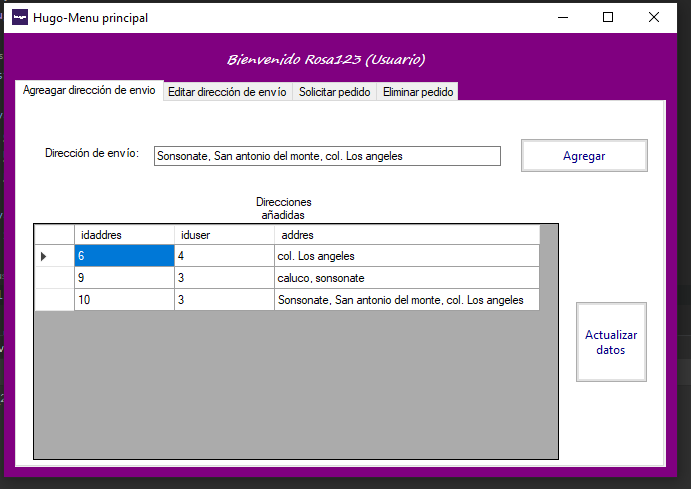 Hugo-Menu principal
Bienvenido Rosa123 (Usuario)
Agreagar dirección de envio
Editar dirección de envío
Solicitar pedido
Eliminar pedido
Dirección de envío:
Sonsonate, San antonio del monte, col. Los angeles
Agregar
Direcciones
añadidas
idaddres iduser addres
6 4 col. Los angeles
9 3 caluco, sonsonate
10 3 Sonsonate, San antonio del monte, col. Los angeles
Actualizar
datos